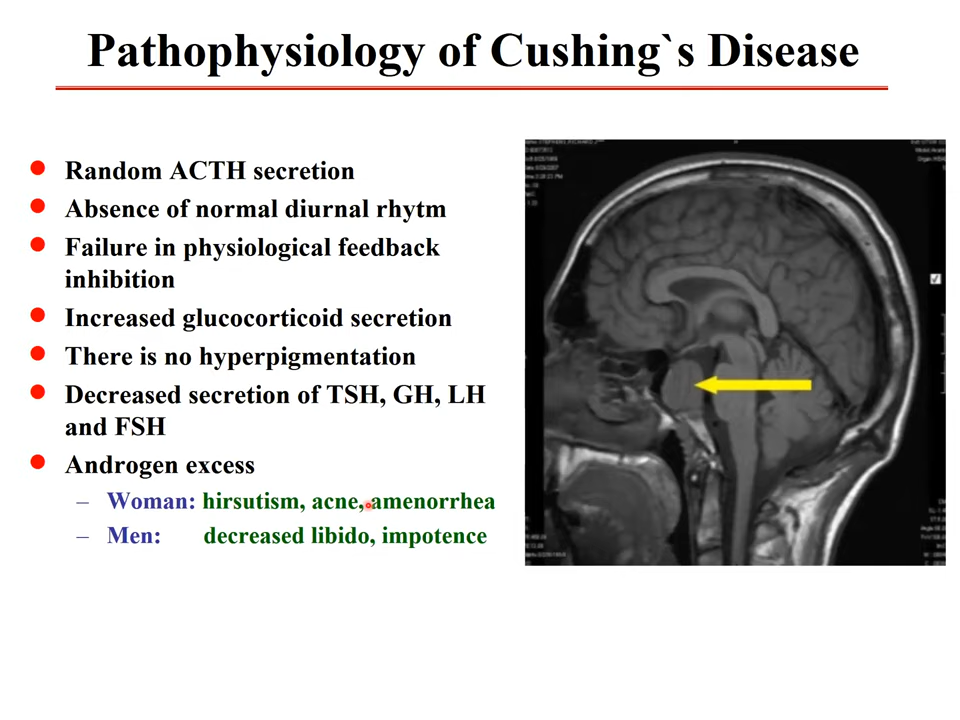 Pathophysiology of Cushing`s Disease
Random ACTH secretion
Absence of normal diurnal rhytm
Failure in physiological feedback
inhibition
Increased glucocorticoid secretion
There is no hyperpigmentation
Decreased secretion of TSH, GH, LH
and FSH
Androgen excess
– Woman: hirsutism, acne, amenorrhea
– Men: decreased libido, impotence